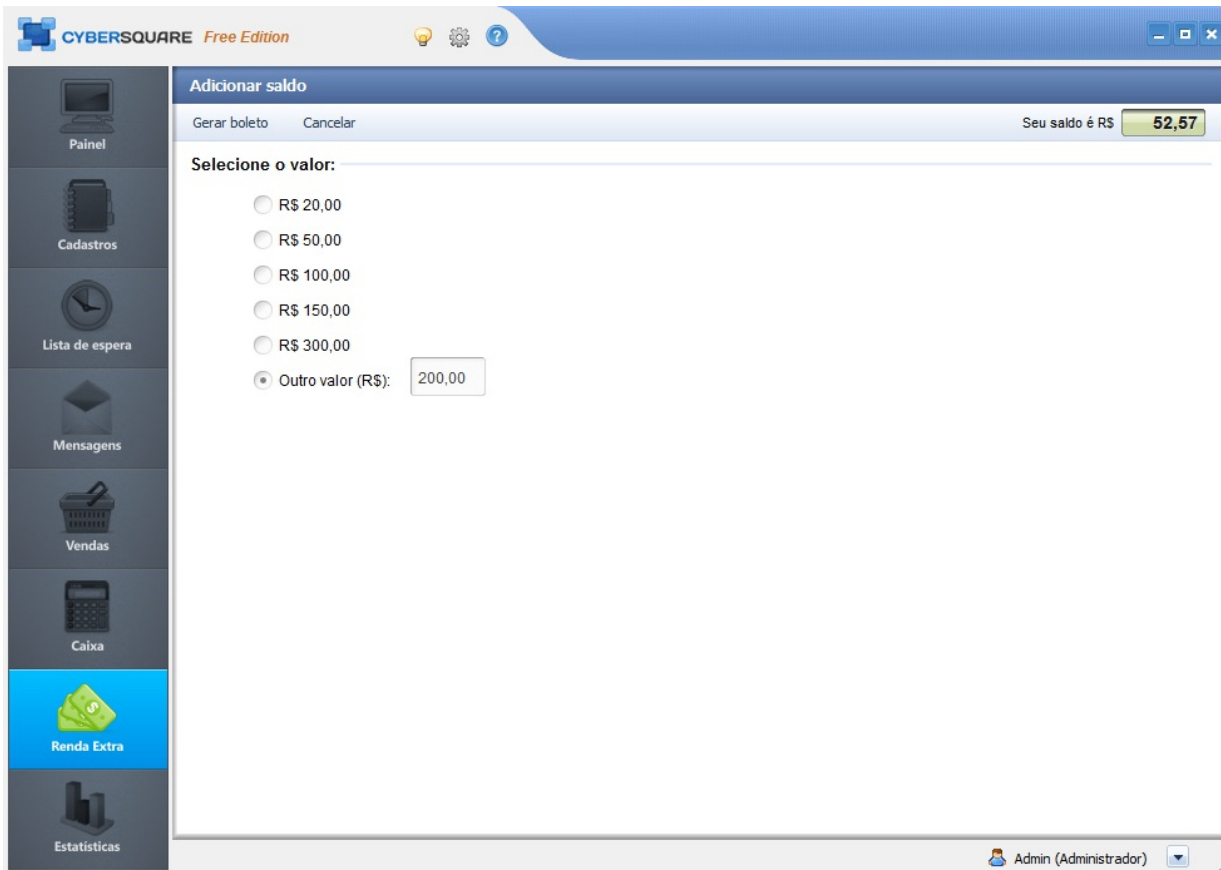 CYBERSQUARE Free Edition
Painel
Cadastros
Lista de espera
Mensagens
Vendas
Caixa
Renda Extra
Estatísticas
Adicionar saldo
Gerar boleto Cancelar Seu saldo é R$ 52,57
Selecione o valor:
R$ 20,00
R$ 50,00
R$ 100,00
R$ 150,00
R$ 300,00
Outro valor (R$): 200,00
Admin (Administrador)